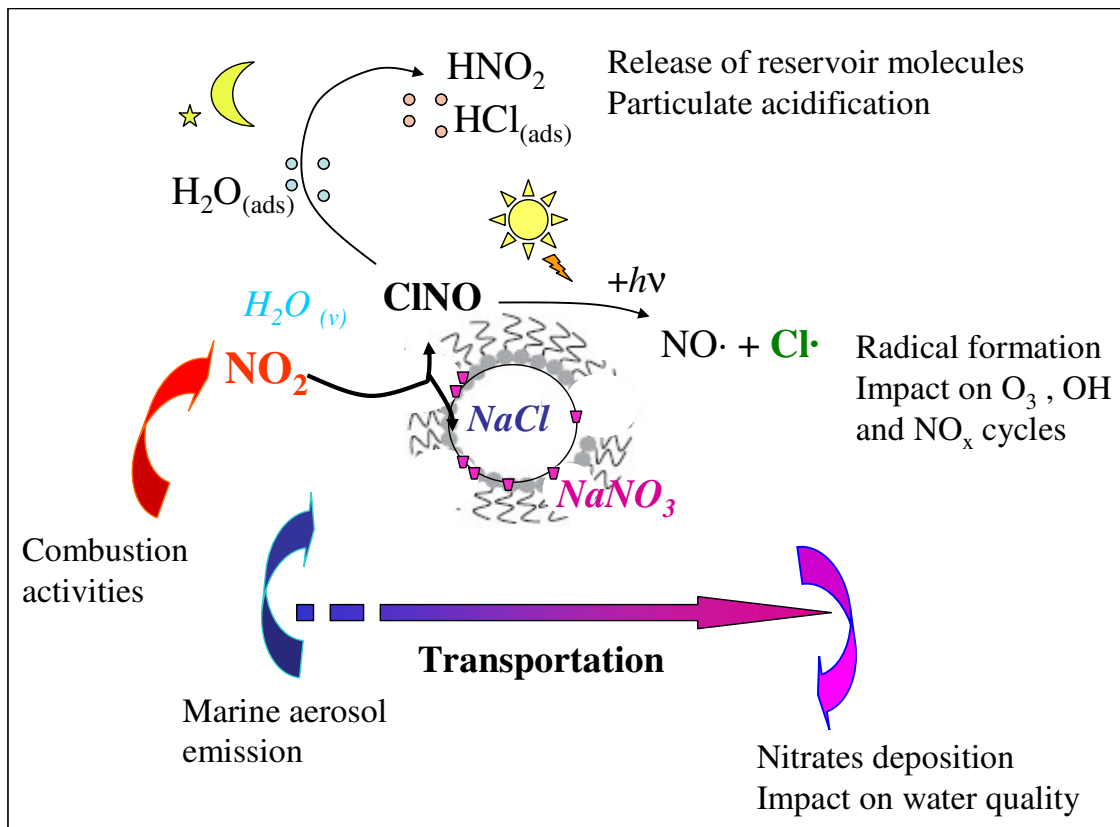 HNO₂
HCl(ads)
Release of reservoir molecules
Particulate acidification
H₂O(ads)
+hν
ClNO
H₂O (v)
NO₂
NO· + Cl·
Radical formation
Impact on O₃ , OH
and NOₓ cycles
NaCl
NaNO₃
Combustion
activities
Transportation
Marine aerosol
emission
Nitrates deposition
Impact on water quality